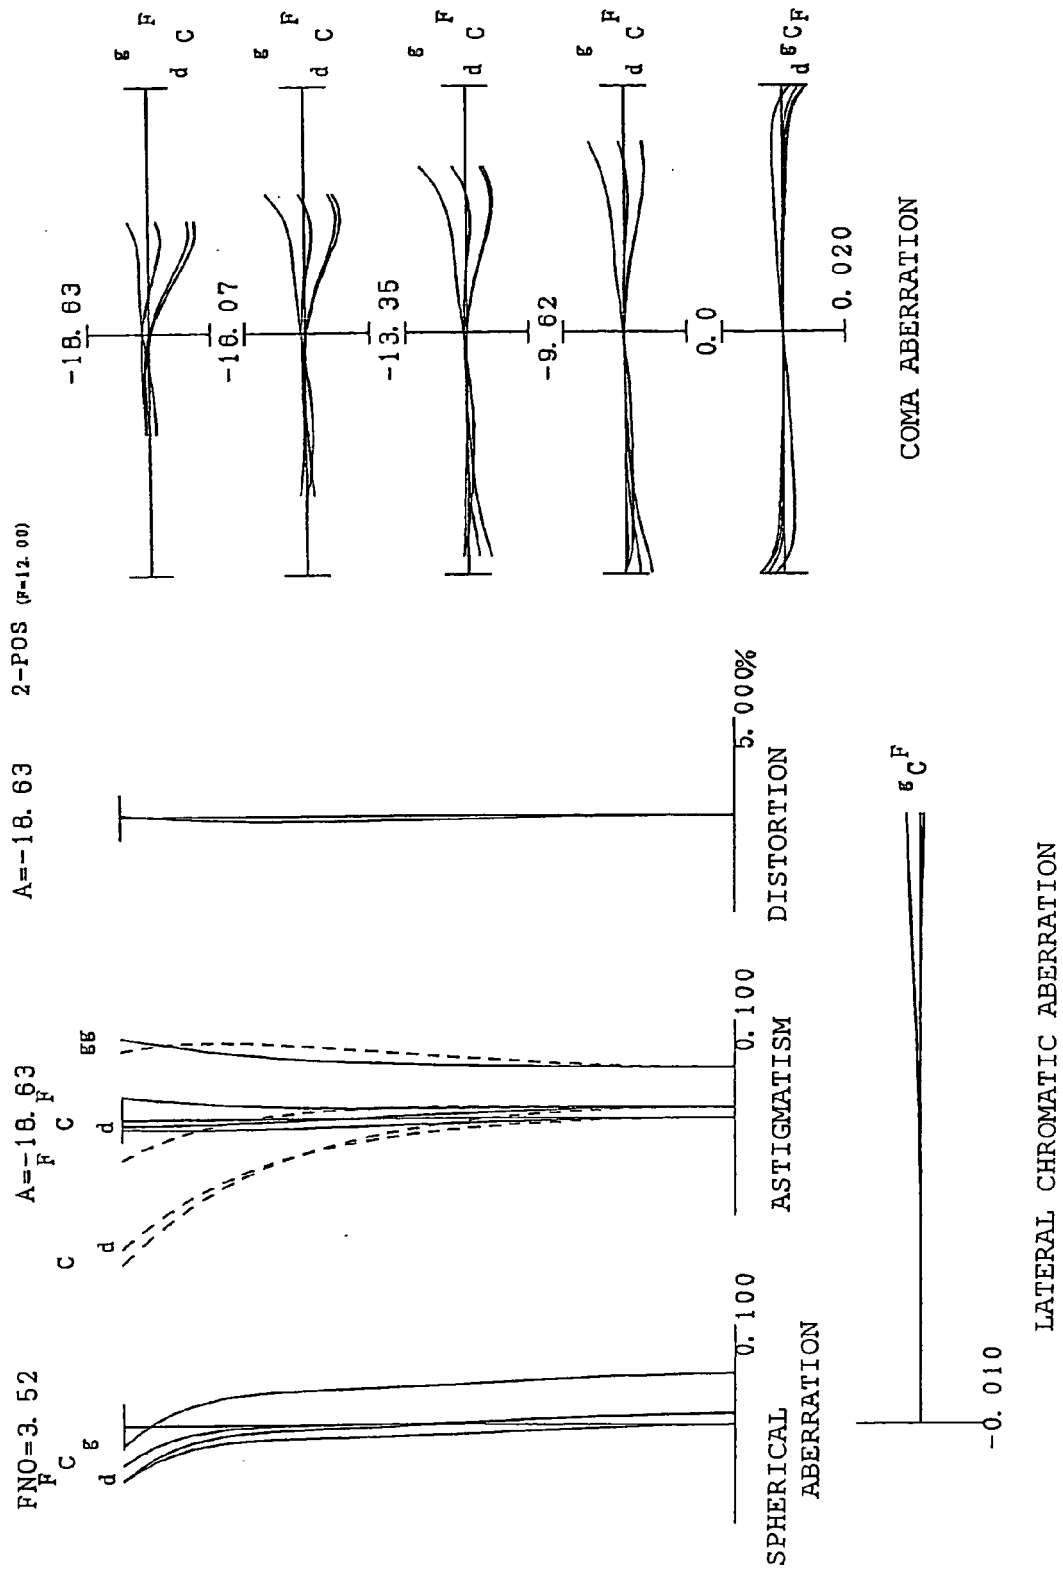 FNO=3.52
F
C
g
d
0.100
SPHERICAL
ABERRATION
A=-18.63
F
C
F
gg
C
d
d
0.100
ASTIGMATISM
A=-18.63
5.000%
DISTORTION
2-POS (F=12.00)
-18.63
g
F
d
C
-16.07
g
F
d
C
-13.35
g
F
d
C
-9.62
g
F
d
C
0.0
d
g
C
F
0.020
COMA ABERRATION
-0.010
g
C
F
LATERAL CHROMATIC ABERRATION